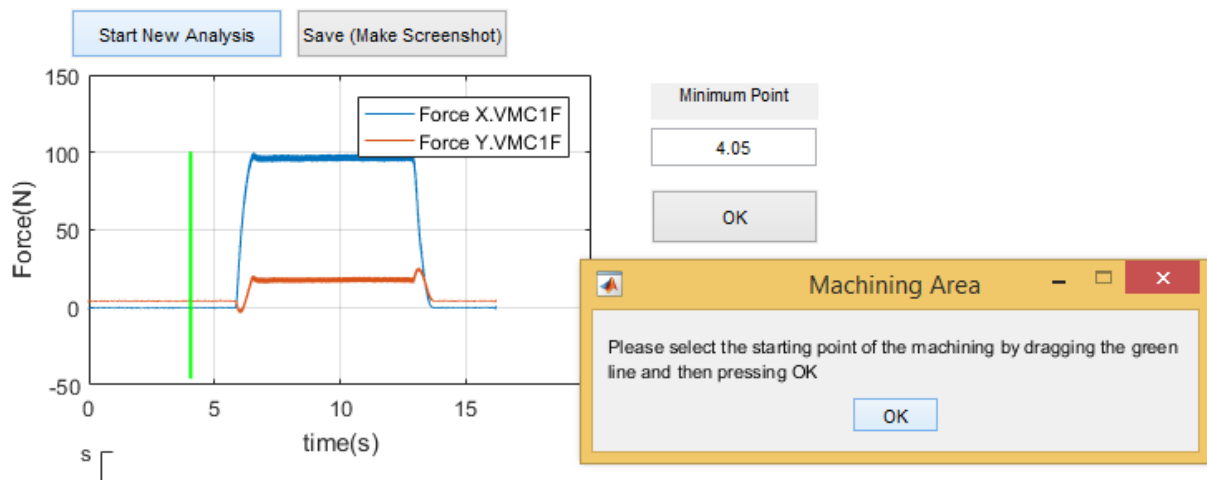 Start New Analysis
Save (Make Screenshot)
150
100
50
0
-50
Force(N)
Force X.VMC1F
Force Y.VMC1F
0
5
10
15
time(s)
s
Minimum Point
4.05
OK
Machining Area
Please select the starting point of the machining by dragging the green
line and then pressing OK
OK